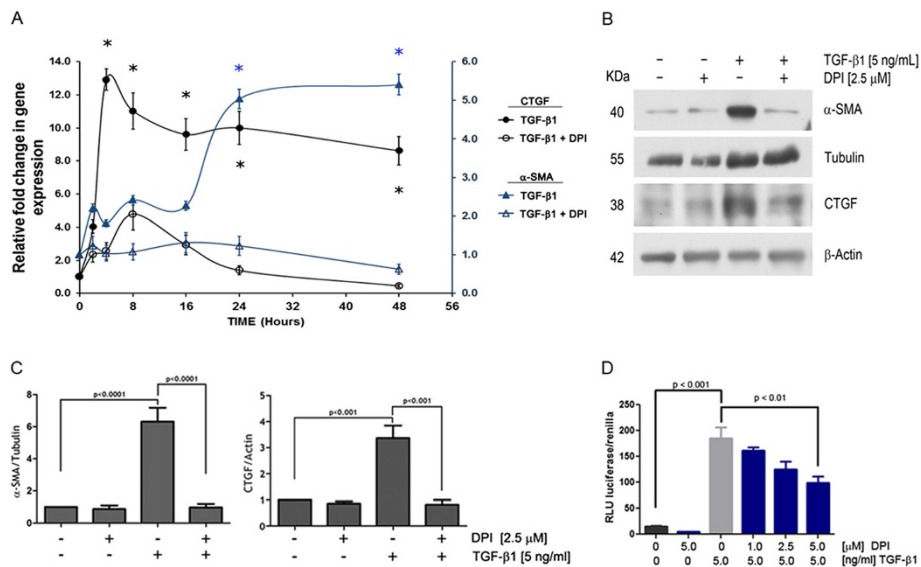 A
* * * * *
14.0 6.0
12.0 5.0
10.0 4.0
8.0 3.0
6.0 2.0
4.0 1.0
2.0 0.0
0.0
* *
Relative fold change in gene
expression
0 8 16 24 32 40 48 56
TIME (Hours)
CTGF
TGF-β1
TGF-β1 + DPI
α-SMA
TGF-β1
TGF-β1 + DPI
B
- - + + TGF-β1 [5 ng/mL]
- + - + DPI [2.5 µM]
KDa
40 α-SMA
55 Tubulin
38 CTGF
42 β-Actin
C
p<0.0001 p<0.0001
α-SMA/Tubulin
8
6
4
2
0
- + - +
- - + +
p<0.001 p<0.001
CTGF/Actin
5
4
3
2
1
0
- + - + DPI [2.5 µM]
- - + + TGF-β1 [5 ng/ml]
D
p < 0.001
p < 0.01
RLU luciferase/renilla
250
200
150
100
50
0
0 5.0 0 1.0 2.5 5.0 [µM] DPI
0 0 5.0 5.0 5.0 5.0 [ng/ml] TGF-β1